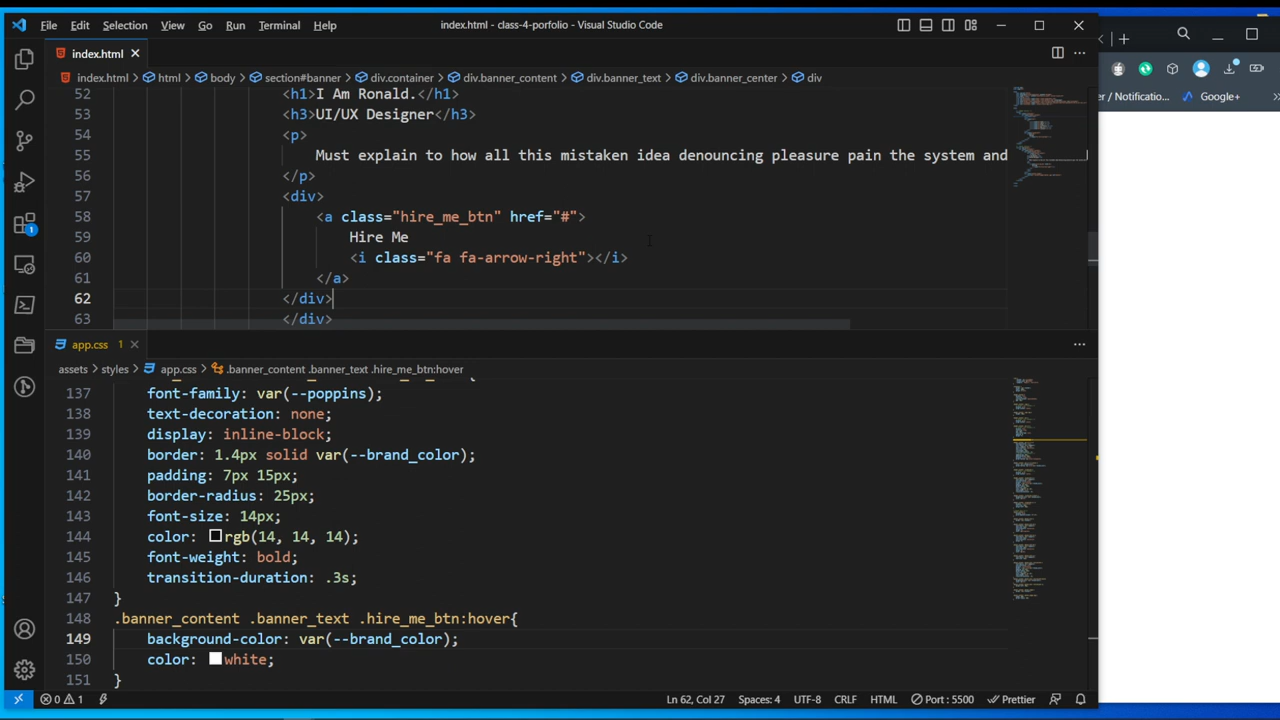 File Edit Selection View Go Run Terminal Help index.html - class-4-porfolio - Visual Studio Code
index.html
index.html html body section#banner div.container div.banner_content div.banner_text div.banner_center div
/ Notificatio... Google+
52 <h1>I Am Ronald.</h1>
53 <h3>UI/UX Designer</h3>
54 <p>
55 Must explain to how all this mistaten idea denouncing pleasure pain the system and
56 </p>
57 <div>
58 <a class="hire_me_btn" href="#">
59 Hire Me
60 <i class="fa fa-arrow-right"></i>
61 </a>
62 </div>
63 </div>
1
app.css 1
assets styles app.css .banner_content .banner_text .hire_me_btn:hover
137 font-family: var(--poppins);
138 text-decoration: none;
139 display: inline-block;
140 border: 1.4px solid var(--brand_color);
141 padding: 7px 15px;
142 border-radius: 25px;
143 font-size: 14px;
144 color: rgb(14, 14, 14);
145 font-weight: bold;
146 transition-duration: .3s;
147 }
148 .banner_content .banner_text .hire_me_btn:hover{
149 background-color: var(--brand_color);
150 color: white;
151 }
0 1 Ln 62, Col 27 Spaces: 4 UTF-8 CRLF HTML Port : 5500 Prettier